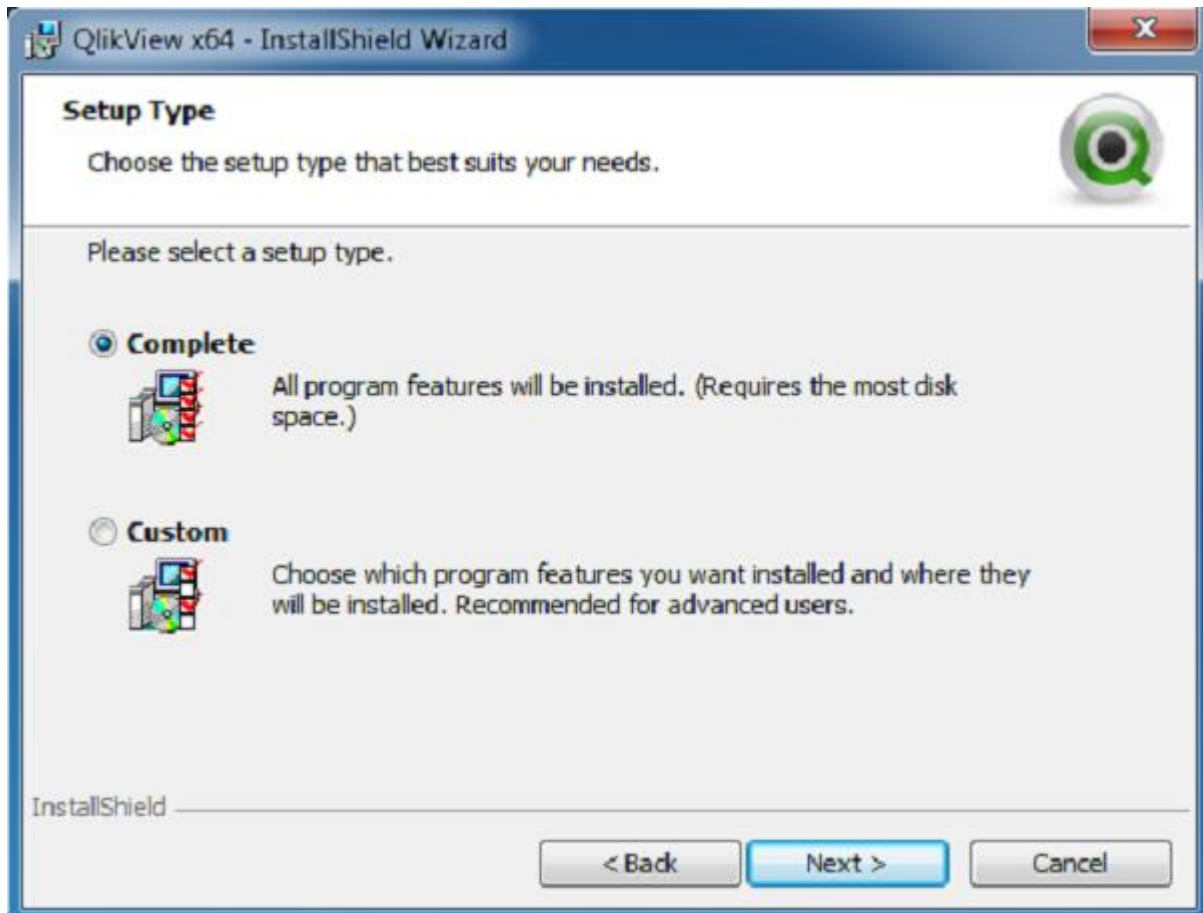 QlikView x64 - InstallShield Wizard
Setup Type
Choose the setup type that best suits your needs.
Please select a setup type.
Complete
All program features will be installed. (Requires the most disk
space.)
Custom
Choose which program features you want installed and where they
will be installed. Recommended for advanced users.
InstallShield
< Back
Next >
Cancel